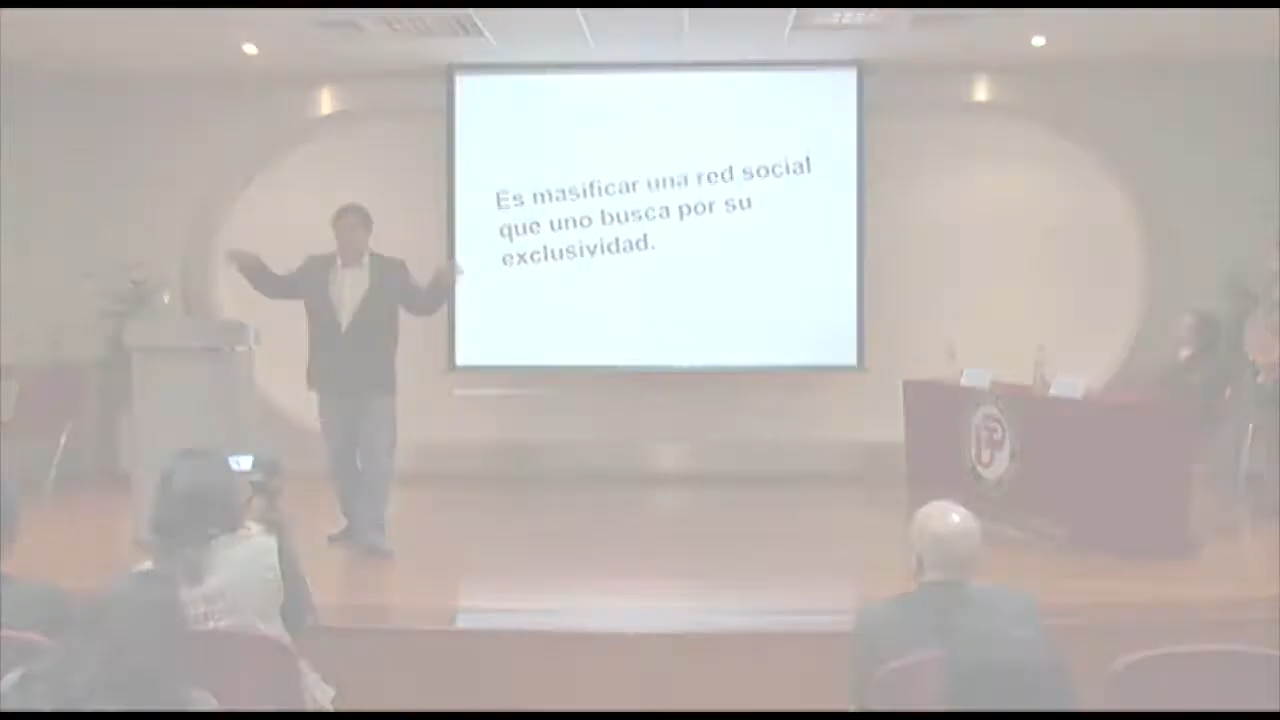 Es masificar una red social
que uno busca por su
exclusividad.